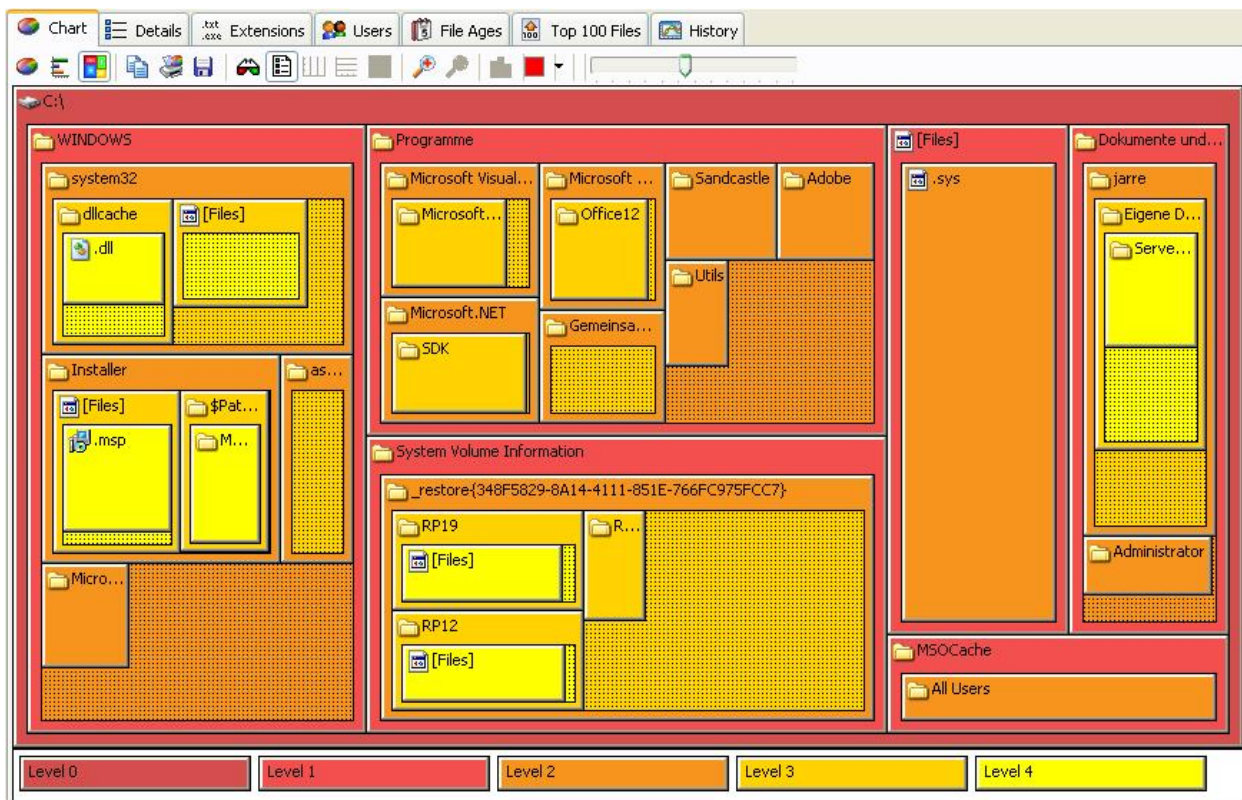 Chart Details .txt .exe Extensions Users 5 File Ages 100 Top 100 Files History
C:\
WINDOWS
system32
dllcache
.dll
[Files]
Installer
[Files]
.msp
$Pat...
M...
as...
Micro...
Programme
Microsoft Visual...
Microsoft...
Microsoft ...
Office12
Sandcastle
Adobe
Utils
Microsoft.NET
SDK
Gemeinsa...
System Volume Information
_restore{348F5829-8A14-4111-851E-766FC975FCC7}
RP19
[Files]
R...
RP12
[Files]
[Files]
.sys
Dokumente und...
jarre
Eigene D...
Serve...
Administrator
MSOCache
All Users
Level 0 Level 1 Level 2 Level 3 Level 4